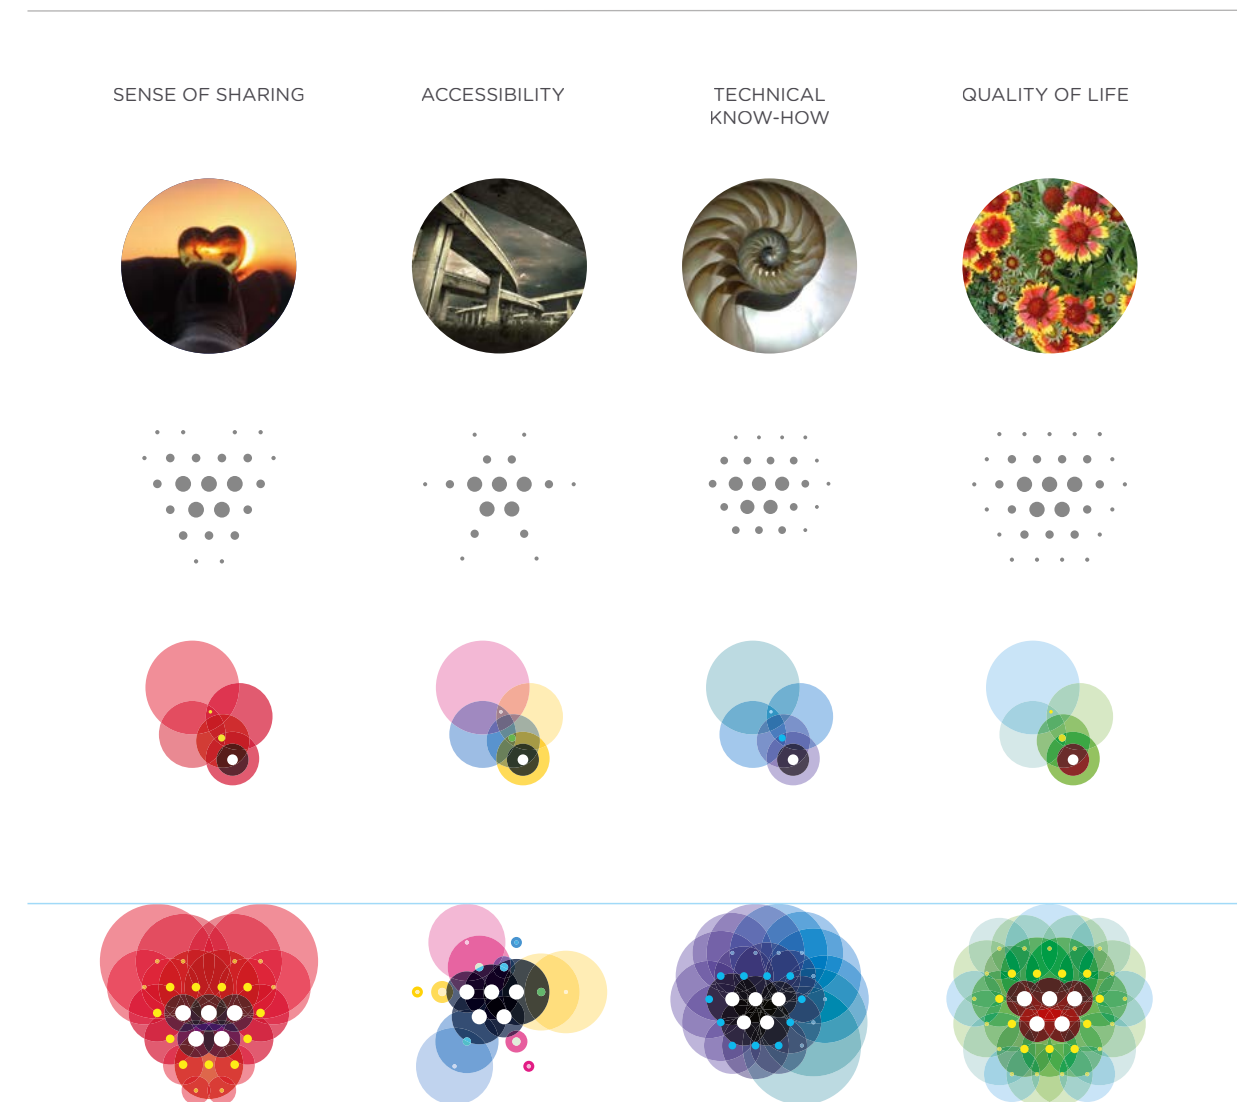 SENSE OF SHARING
ACCESSIBILITY
TECHNICAL
KNOW-HOW
QUALITY OF LIFE